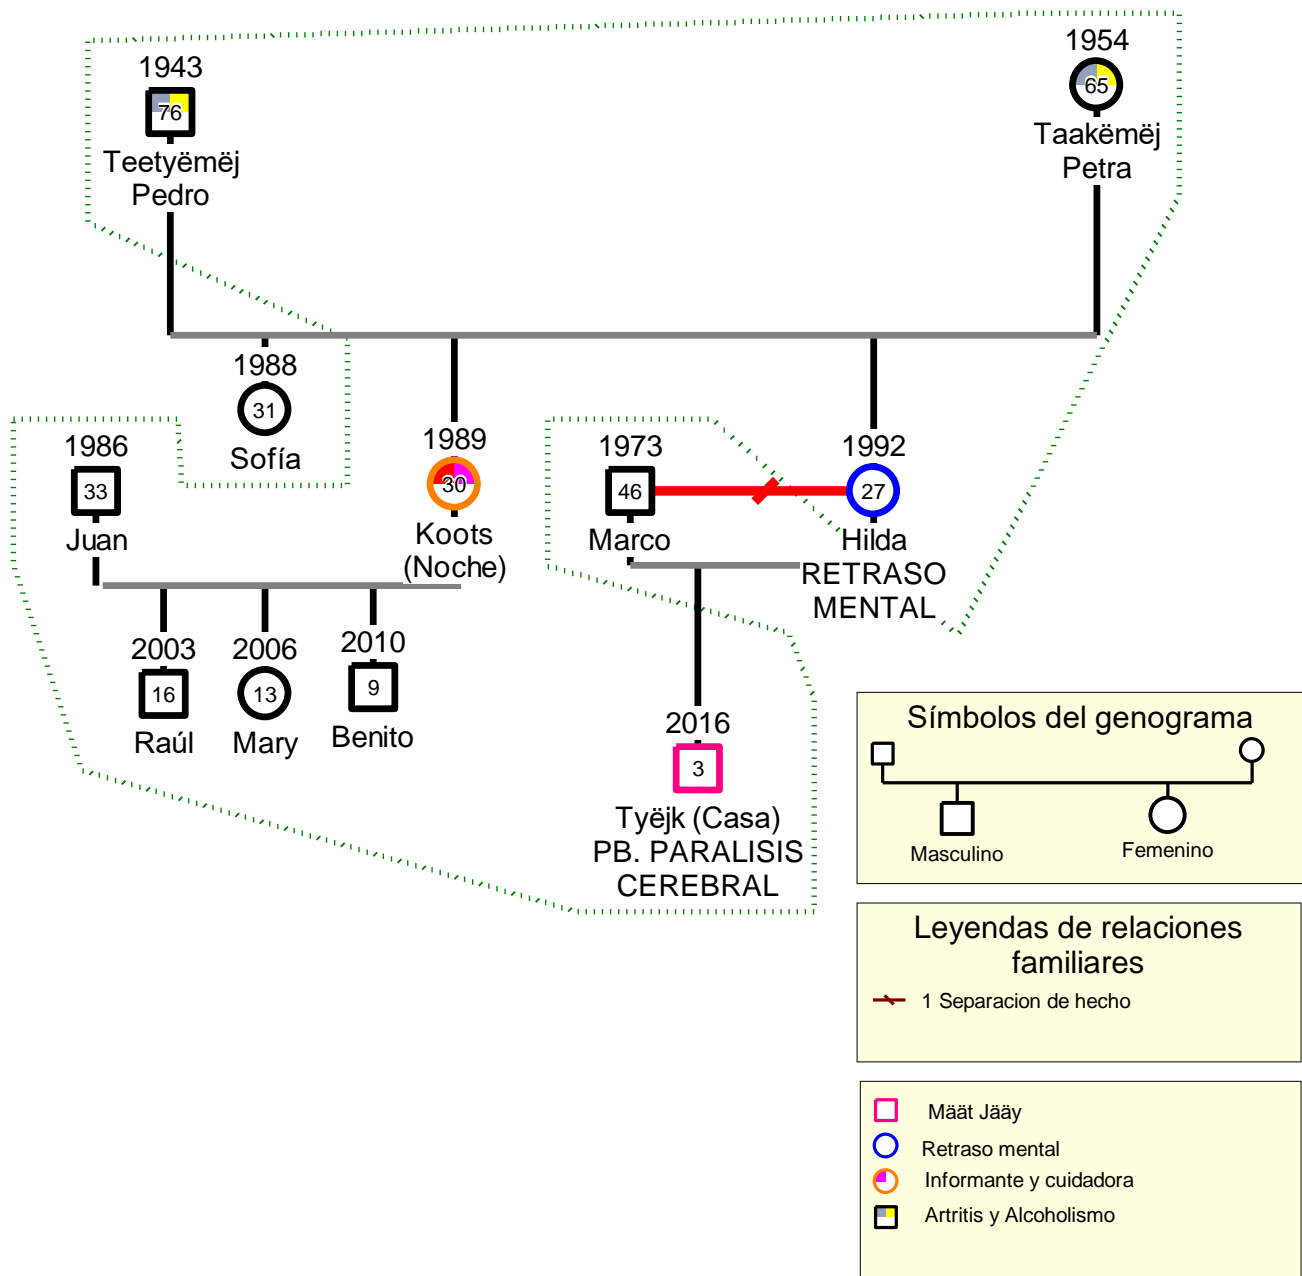 1943
76
Teetyëmëj
Pedro
1954
65
Taakëmëj
Petra
1988
31
Sofía
1986
33
Juan
1989
30
Koots
(Noche)
1973
46
Marco
1992
27
Hilda
RETRASO
MENTAL
2003
16
Raúl
2006
13
Mary
2010
9
Benito
2016
3
Tyëjk (Casa)
PB. PARALISIS
CEREBRAL
Símbolos del genograma
Masculino
Femenino
Leyendas de relaciones
familiares
1 Separacion de hecho
Määt Jääy
Retraso mental
Informante y cuidadora
Artritis y Alcoholismo